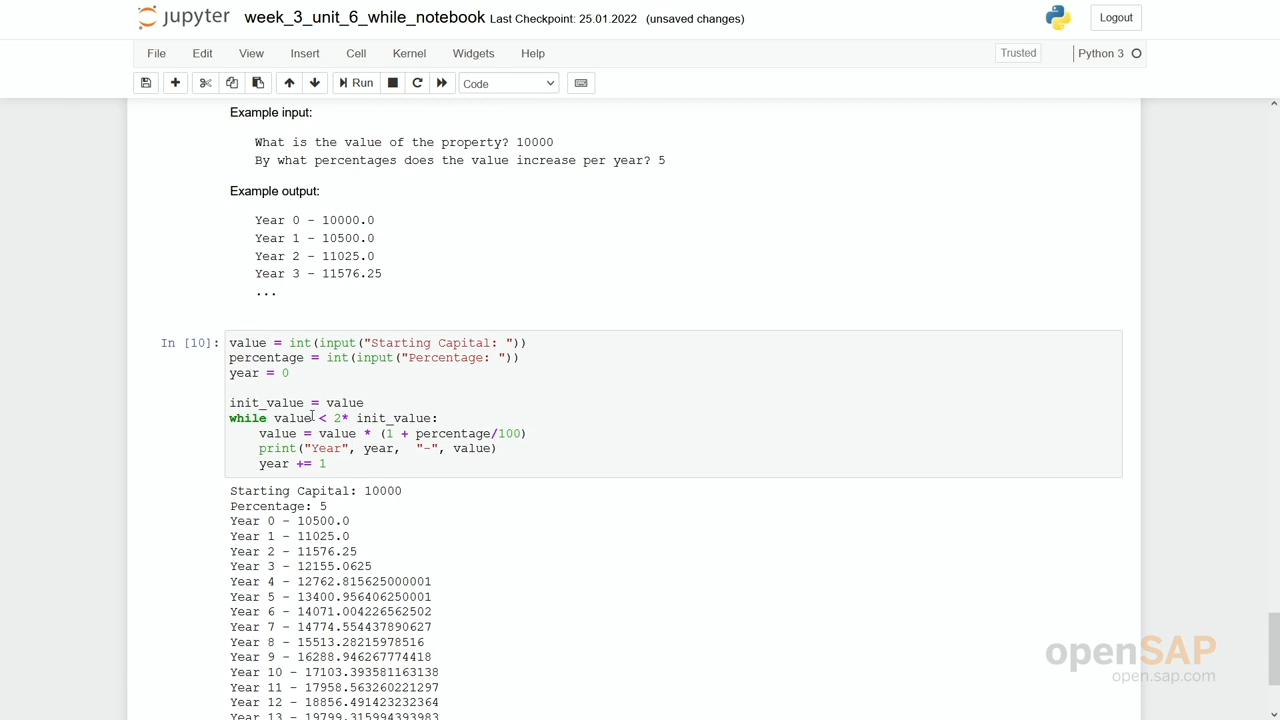 jupyter week_3_unit_6_while_notebook Last Checkpoint: 25.01.2022 (unsaved changes) Logout
File Edit View Insert Cell Kernel Widgets Help Trusted Python 3
Run Code
Example input:
What is the value of the property? 10000
By what percentages does the value increase per year? 5
Example output:
Year 0 - 10000.0
Year 1 - 10500.0
Year 2 - 11025.0
Year 3 - 11576.25
...
In [10]: value = int(input("Starting Capital: "))
percentage = int(input("Percentage: "))
year = 0
init_value = value
while value < 2* init_value:
value = value * (1 + percentage/100)
print("Year", year, "-", value)
year += 1
Starting Capital: 10000
Percentage: 5
Year 0 - 10500.0
Year 1 - 11025.0
Year 2 - 11576.25
Year 3 - 12155.0625
Year 4 - 12762.815625000001
Year 5 - 13400.956406250001
Year 6 - 14071.004226562502
Year 7 - 14774.554437890627
Year 8 - 15513.28215978516
Year 9 - 16288.946267774418
Year 10 - 17103.393581163138
Year 11 - 17958.563260221297
Year 12 - 18856.491423232364
Year 13 - 19799.315994393983
openSAP
open.sap.com